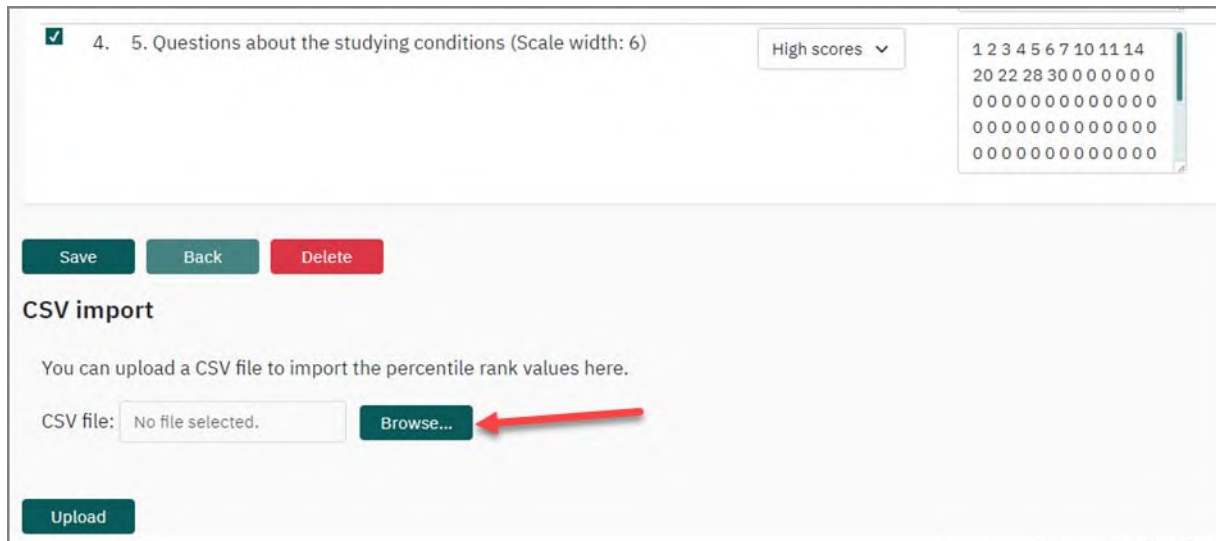 4. 5. Questions about the studying conditions (Scale width: 6)
High scores
1 2 3 4 5 6 7 10 11 14
20 22 28 30 0 0 0 0 0 0
0 0 0 0 0 0 0 0 0 0 0 0 0
0 0 0 0 0 0 0 0 0 0 0 0 0
0 0 0 0 0 0 0 0 0 0 0 0 0
Save
Back
Delete
CSV import
You can upload a CSV file to import the percentile rank values here.
CSV file:
No file selected.
Browse...
Upload